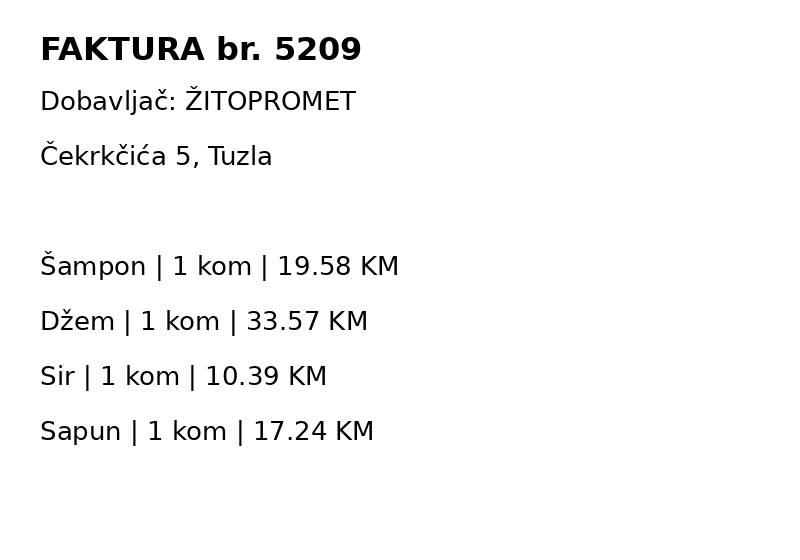 FAKTURA br. 5209
Dobavljač: ŽITOPROMET
Čekrkčića 5, Tuzla
Šampon | 1 kom | 19.58 KM
Džem | 1 kom | 33.57 KM
Sir | 1 kom | 10.39 KM
Sapun | 1 kom | 17.24 KM